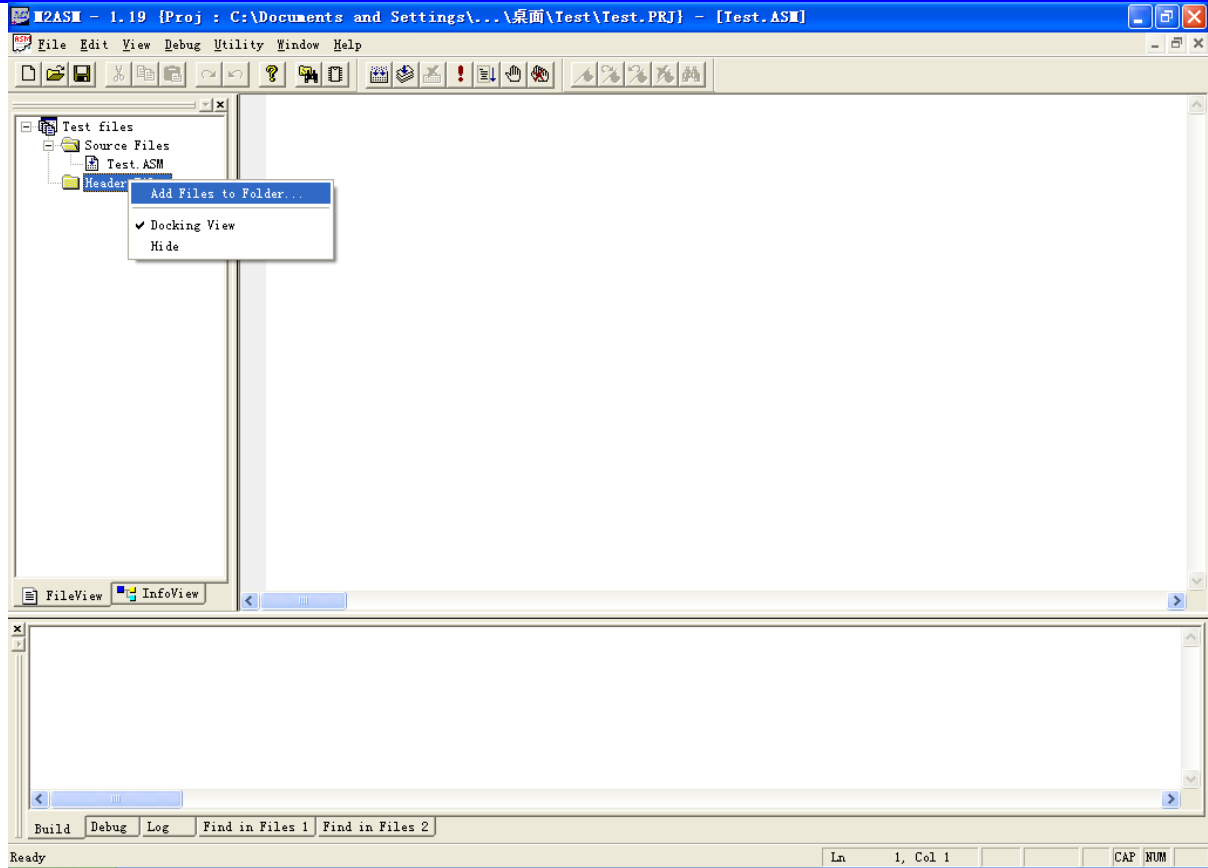 M2ASM - 1.19 {Proj : C:\Documents and Settings\...\桌面\Test\Test.PRJ} - [Test.ASM]
File Edit View Debug Utility Window Help
Test files
Source Files
Test.ASM
Header
Add Files to Folder...
Docking View
Hide
FileView InfoView
Build Debug Log Find in Files 1 Find in Files 2
Ready Ln 1, Col 1 CAP NUM